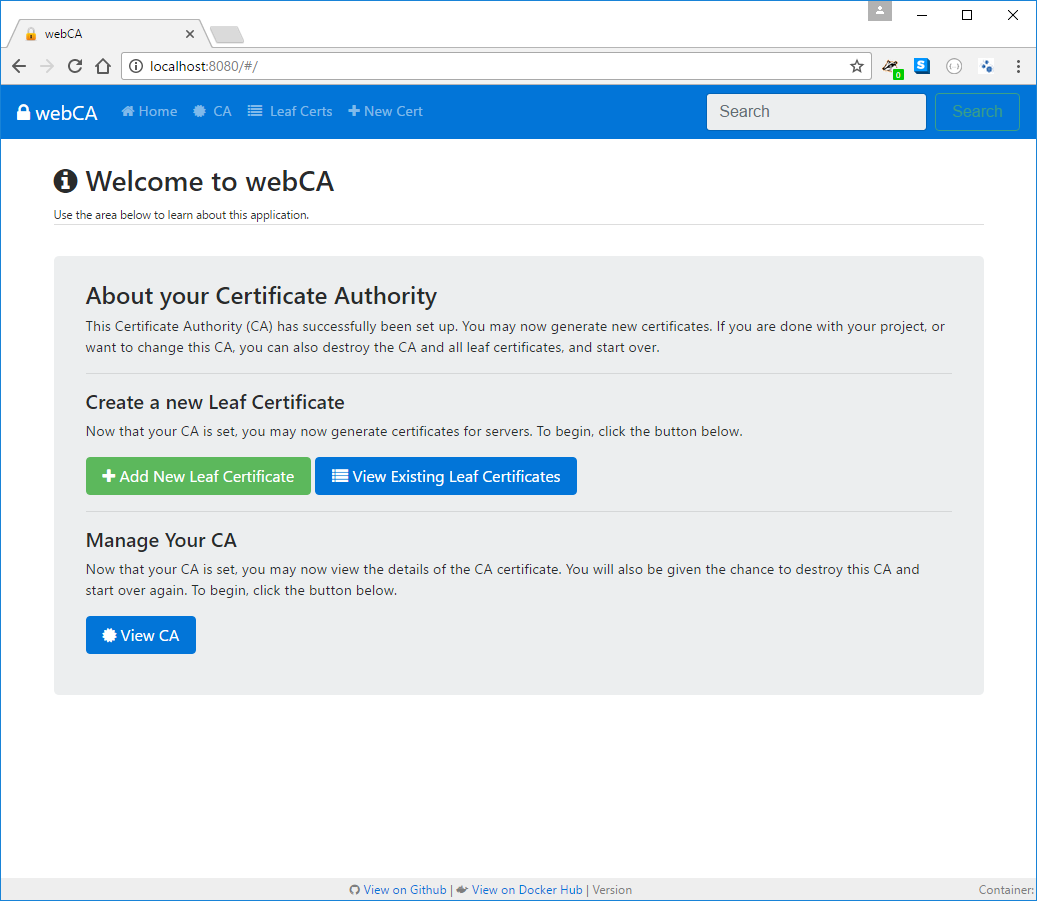 webCA
localhost:8080/#/
0
S
webCA Home CA Leaf Certs New Cert Search Search
Welcome to webCA
Use the area below to learn about this application.
About your Certificate Authority
This Certificate Authority (CA) has successfully been set up. You may now generate new certificates. If you are done with your project, or
want to change this CA, you can also destroy the CA and all leaf certificates, and start over.
Create a new Leaf Certificate
Now that your CA is set, you may now generate certificates for servers. To begin, click the button below.
Add New Leaf Certificate View Existing Leaf Certificates
Manage Your CA
Now that your CA is set, you may now view the details of the CA certificate. You will also be given the chance to destroy this CA and
start over again. To begin, click the button below.
View CA
View on Github | View on Docker Hub | Version Container: